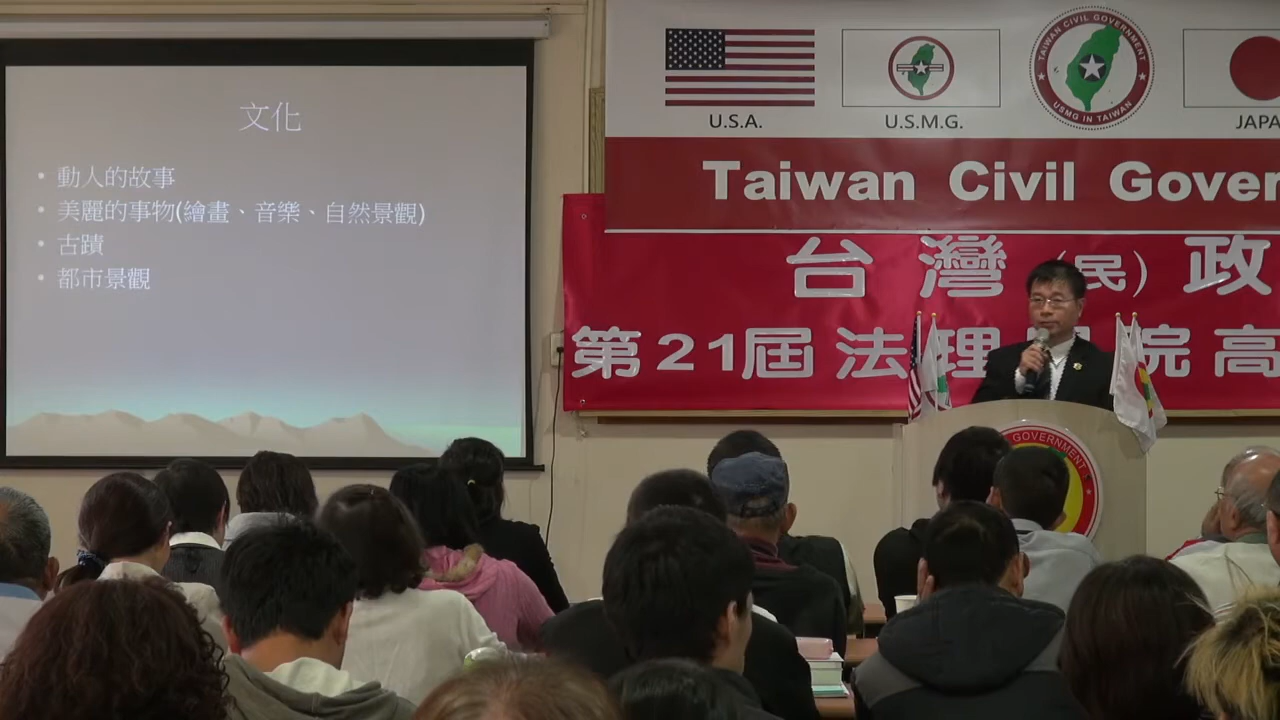 文化
• 動人的故事
• 美麗的事物(繪畫、音樂、自然景觀)
• 古蹟
• 都市景觀
U.S.A.
U.S.M.G.
TAIWAN CIVIL GOVERNMENT
USMG IN TAIWAN
JAPA
Taiwan Civil Gover
台灣(民)政
第21屆法理 院高
GOVERNMENT